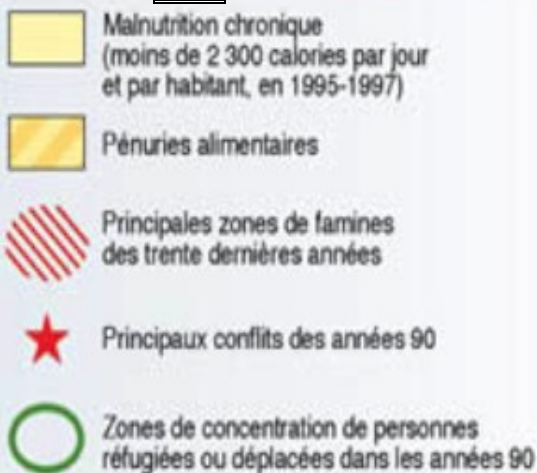 Malnutrition chronique
(moins de 2 300 calories par jour
et par habitant, en 1995-1997)
Pénuries alimentaires
Principales zones de famines
des trente dernières années
Principaux conflits des années 90
Zones de concentration de personnes
réfugiées ou déplacées dans les années 90